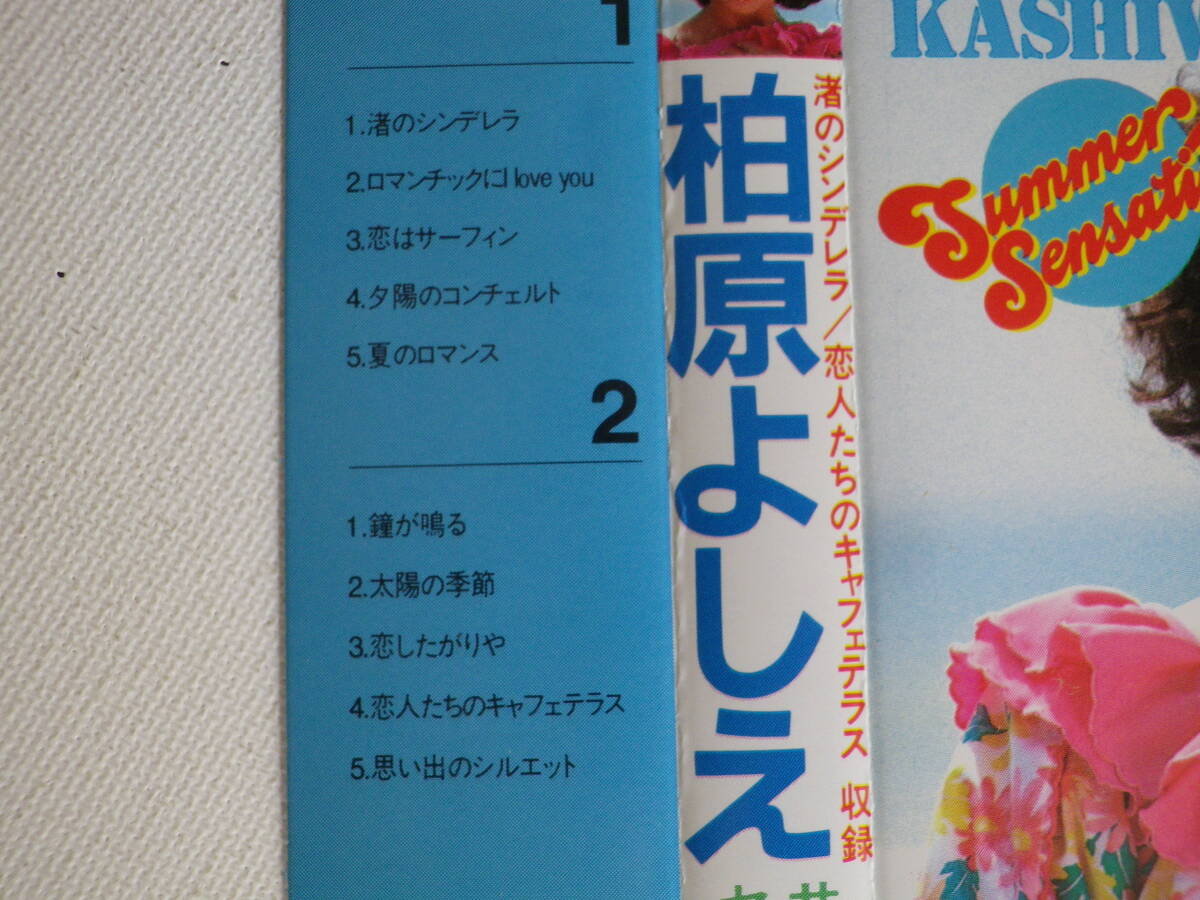 1
1.渚のシンデレラ
2.ロマンチックにI love you
3.恋はサーフィン
4.夕陽のコンチェルト
5.夏のロマンス
2
1.鐘が鳴る
2.太陽の季節
3.恋したがりや
4.恋人たちのキャフェテラス
5.思い出のシルエット
柏原よしえ
渚のシンデレラ/恋人たちのキャフェテラス 収録
Summer